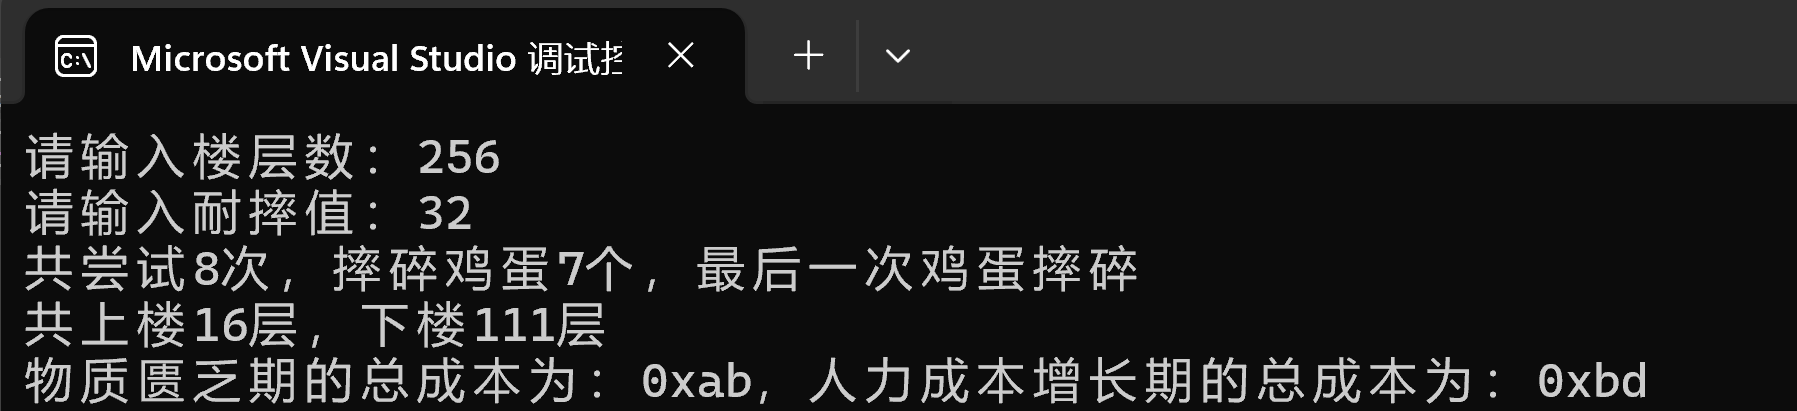 Microsoft Visual Studio 调试控
请输入楼层数：256
请输入耐摔值：32
共尝试8次，摔碎鸡蛋7个，最后一次鸡蛋摔碎
共上楼16层，下楼111层
物质匮乏期的总成本为：0xab，人力成本增长期的总成本为：0xbd